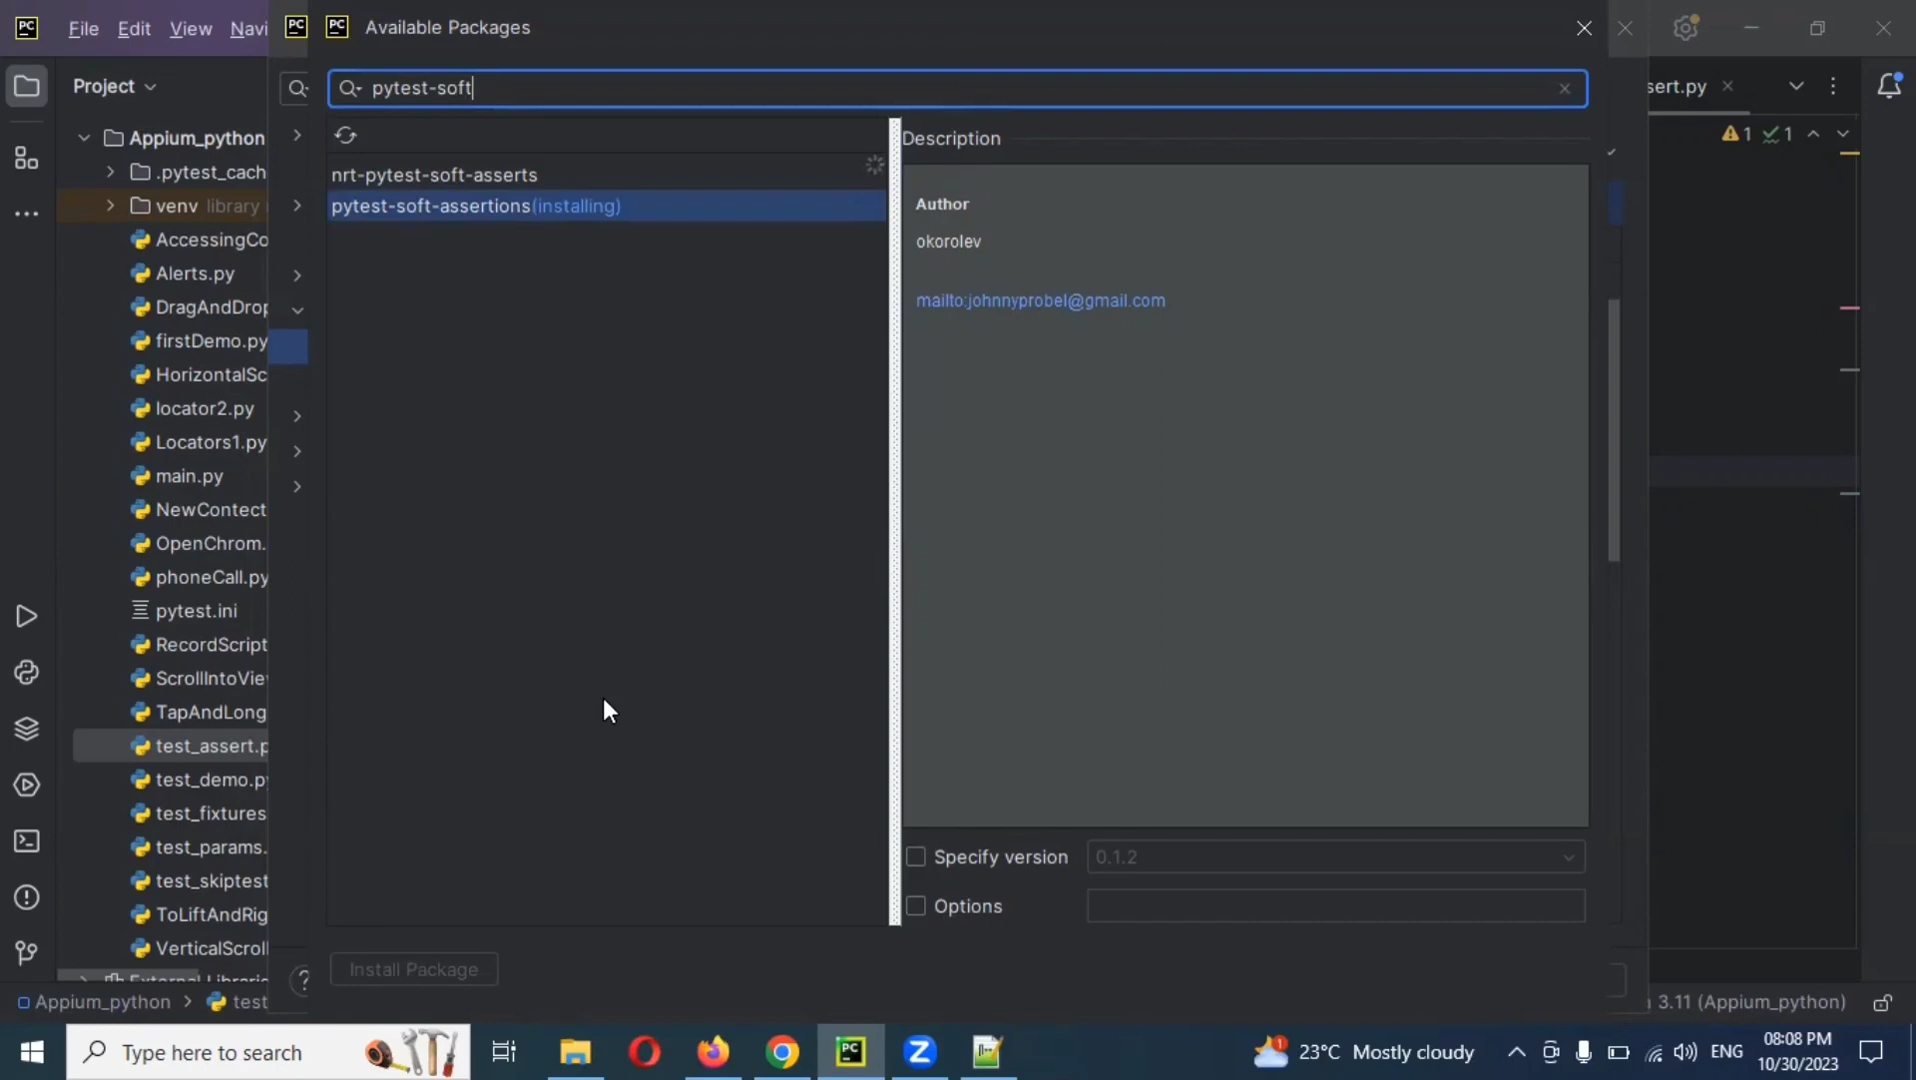 File Edit View Navi
Available Packages
Project
pytest-soft
sert.py
Appium_python
Description
1 1
.pytest_cach
nrt-pytest-soft-asserts
venv library
pytest-soft-assertions(installing)
Author
AccessingCo
okorolev
Alerts.py
mailto:johnnyprobel@gmail.com
DragAndDrop
firstDemo.py
HorizontalSc
locator2.py
Locators1.py
main.py
NewContect
OpenChrom.
phoneCall.py
pytest.ini
RecordScript
ScrollIntoView
TapAndLong
test_assert.p
test_demo.py
test_fixtures
test_params.
Specify version 0.1.2
test_skiptest
Options
ToLiftAndRig
VerticalScroll
Install Package
External Libraries
?
Appium_python > test
3.11 (Appium_python)
Type here to search
23°C Mostly cloudy
ENG
08:08 PM
10/30/2023